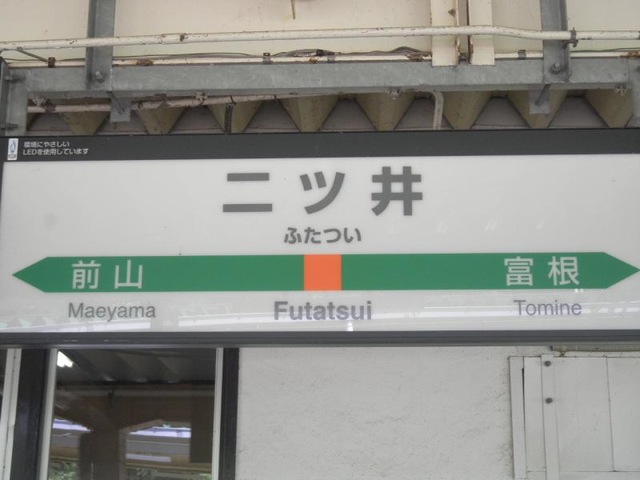 環境にやさしい
LEDを使用しています
二ツ井
ふたつい
前山 富根
Maeyama Futatsui Tomine